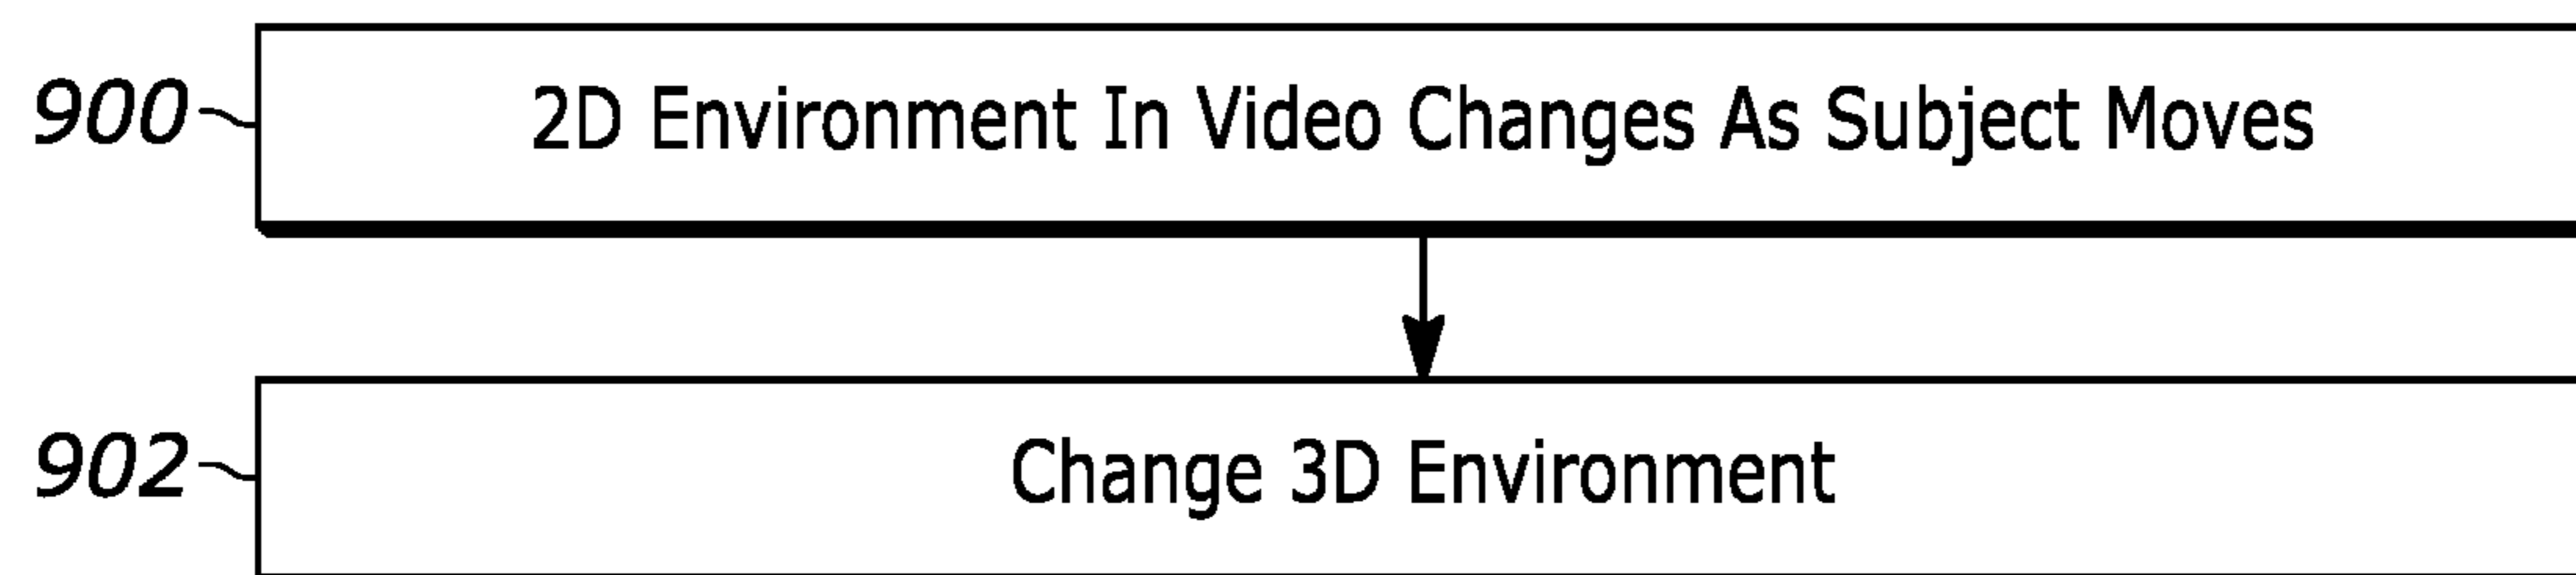 900
2D Environment In Video Changes As Subject Moves
902
Change 3D Environment